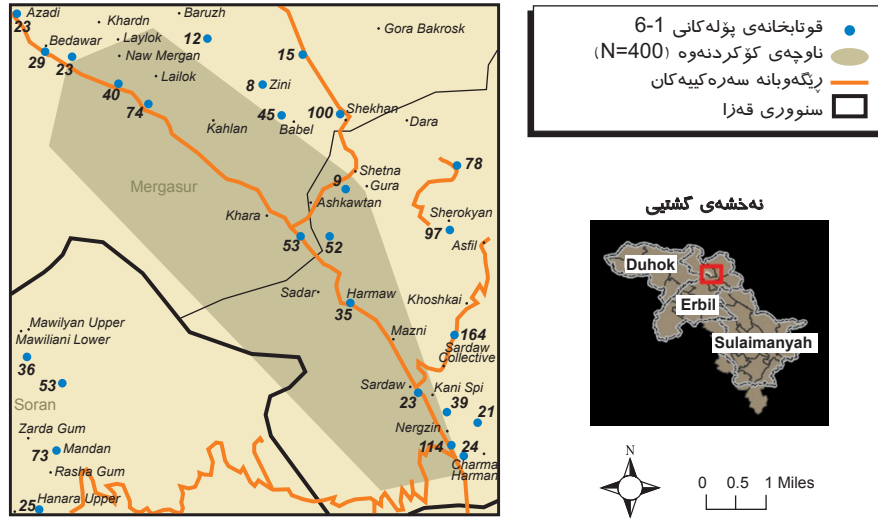 Azadi
23
Khardn
Baruzh
Gora Bakrosk
Bedawar
Laylok
12
29
23
Naw Mergan
15
Lailok
40
8
Zini
74
45
Babel
100
Shekhan
Kahlan
Dara
78
Shetna
Mergasur
9
Gura
Ashkawtan
Sherokyan
Khara
97
53
52
Asfil
Sadar
Harmaw
Khoshkai
35
Mawilyan Upper
Mawiliani Lower
Mazni
164
36
Sardaw
Collective
53
Sardaw
Kani Spi
Soran
23
39
21
Zarda Gum
Nergzin
73
Mandan
114
24
Rasha Gum
Charma
Harman
25
Hanara Upper
قوتابخانەی پۆلەکانی 1-6
ناوچەی کۆکردنەوە (N=400)
ڕێگەوبانە سەرەکییەکان
سنووری قەزا
نەخشەی گشتیی
Duhok
Erbil
Sulaimanyah
N
0 0.5 1 Miles